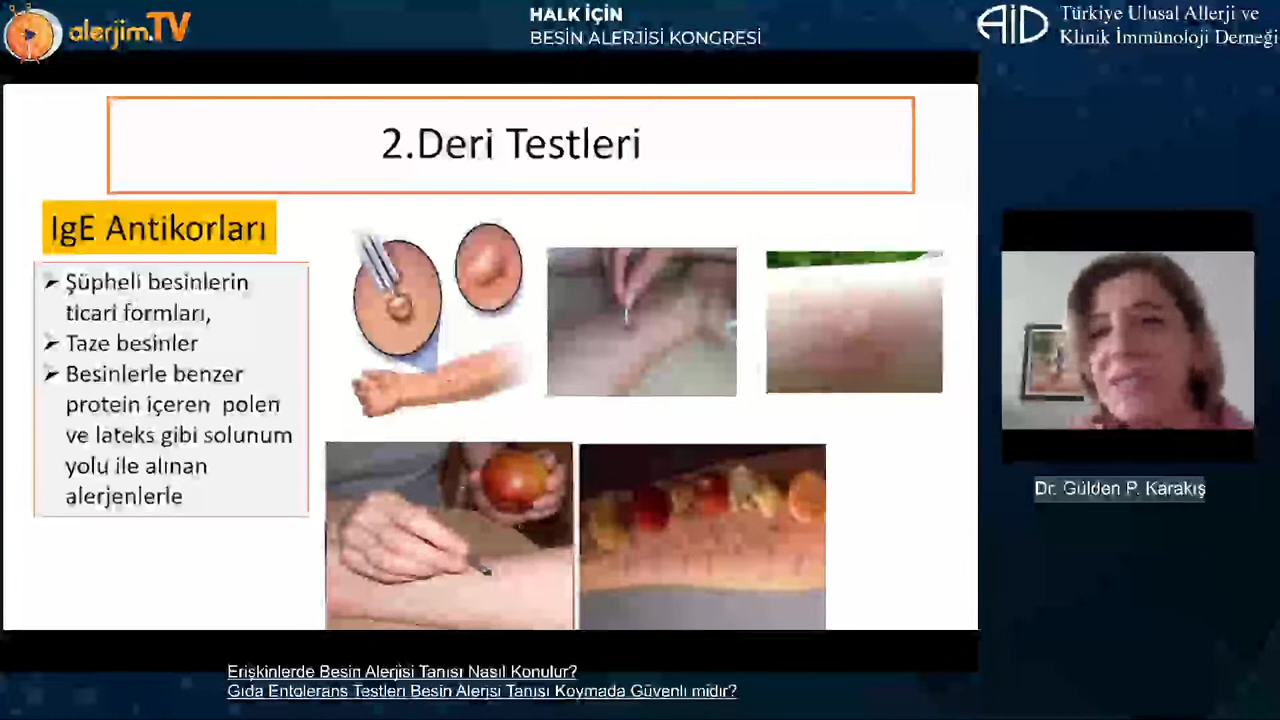 alerjim.TV
HALK İÇİN
BESİN ALERJİSİ KONGRESİ
AİD
Türkiye Ulusal Allerji ve
Klinik İmmünoloji Derneği
2.Deri Testleri
IgE Antikorları
Şüpheli besinlerin
ticari formları,
Taze besinler
Besinlerle benzer
protein içeren polen
ve lateks gibi solunum
yolu ile alınan
alerjenlerle
Dr. Gülden P. Karakış
Erişkinlerde Besin Alerjisi Tanısı Nasıl Konulur?
Gıda Entolerans Testleri Besin Alerjsi Tanısı Koymada Güvenli midir?